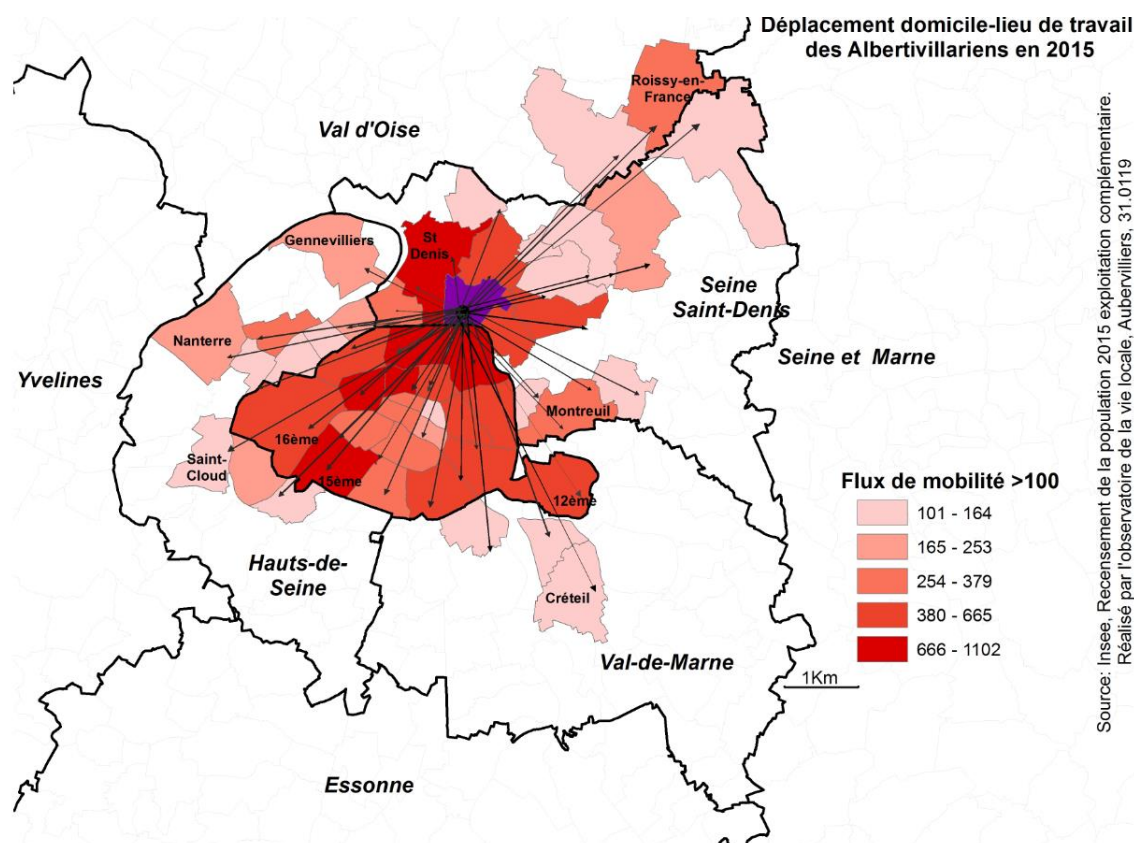 Déplacement domicile-lieu de travail
des Albertivillariens en 2015
Roissy-en-
France
Val d'Oise
St
Denis
Gennevilliers
Seine
Saint-Denis
Nanterre
Seine et Marne
Yvelines
Montreuil
16ème
Saint-
Cloud
15ème
12ème
Flux de mobilité >100
101 - 164
165 - 253
254 - 379
380 - 665
666 - 1102
Hauts-de-
Seine
Créteil
Val-de-Marne
1Km
Essonne
Source: Insee, Recensement de la population 2015 exploitation complémentaire.
Réalisé par l'observatoire de la vie locale, Aubervilliers, 31.0119